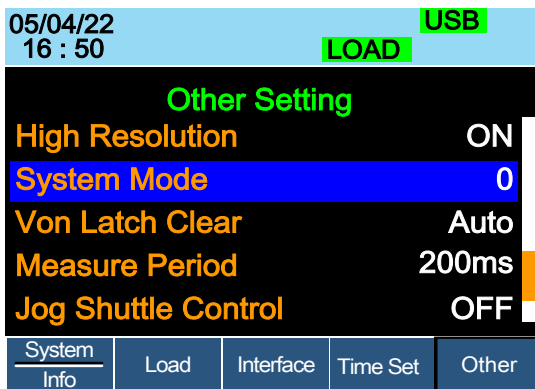 05/04/22 USB
16 : 50 LOAD
Other Setting
High Resolution ON
System Mode 0
Von Latch Clear Auto
Measure Period 200ms
Jog Shuttle Control OFF
System Load Interface Time Set Other
Info